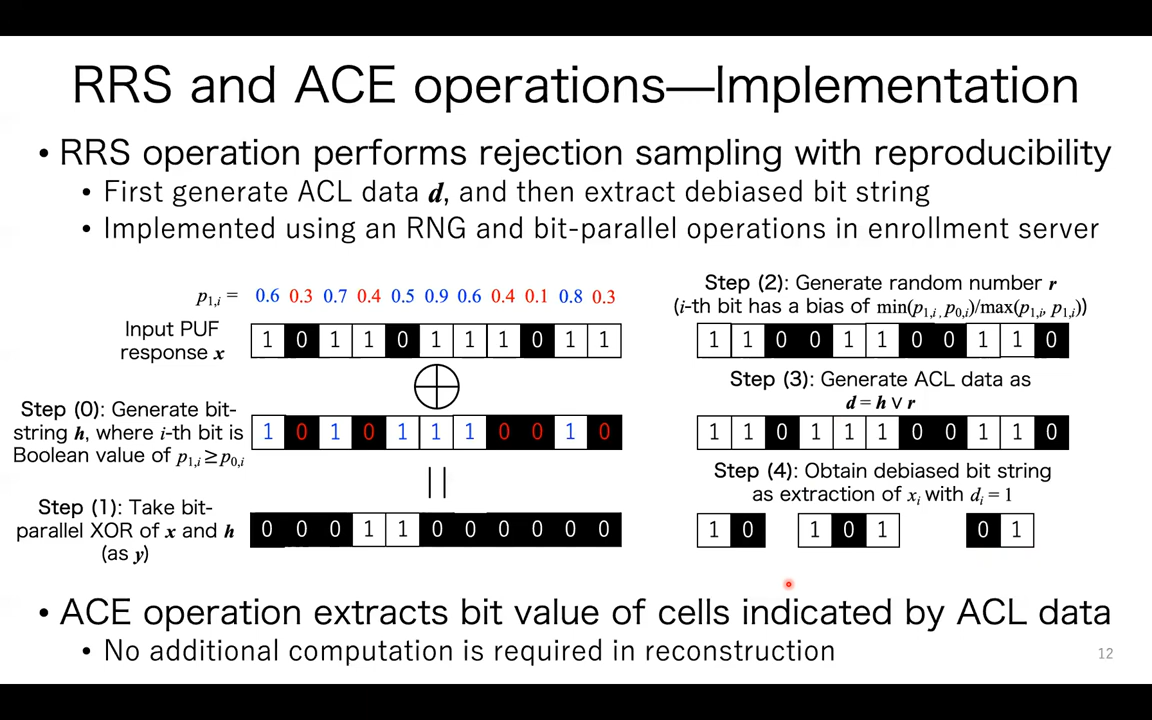 RRS and ACE operations—Implementation
• RRS operation performs rejection sampling with reproducibility
• First generate ACL data d, and then extract debiased bit string
• Implemented using an RNG and bit-parallel operations in enrollment server
p1,i = 0.6 0.3 0.7 0.4 0.5 0.9 0.6 0.4 0.1 0.8 0.3
Input PUF
response x
1 0 1 1 0 1 1 1 0 1 1
⊕
Step (0): Generate bit-
string h, where i-th bit is
Boolean value of p1,i≥p0,i
1 0 1 0 1 1 1 0 0 1 0
||
Step (1): Take bit-
parallel XOR of x and h
(as y)
0 0 0 1 1 0 0 0 0 0 0
Step (2): Generate random number r
(i-th bit has a bias of min(p1,i , p0,i)/max(p1,i, p1,i))
1 1 0 0 1 1 0 0 1 1 0
Step (3): Generate ACL data as
d = h ∨ r
1 1 0 1 1 1 0 0 1 1 0
Step (4): Obtain debiased bit string
as extraction of xi with di = 1
1 0 1 0 1 0 1
• ACE operation extracts bit value of cells indicated by ACL data
• No additional computation is required in reconstruction
12